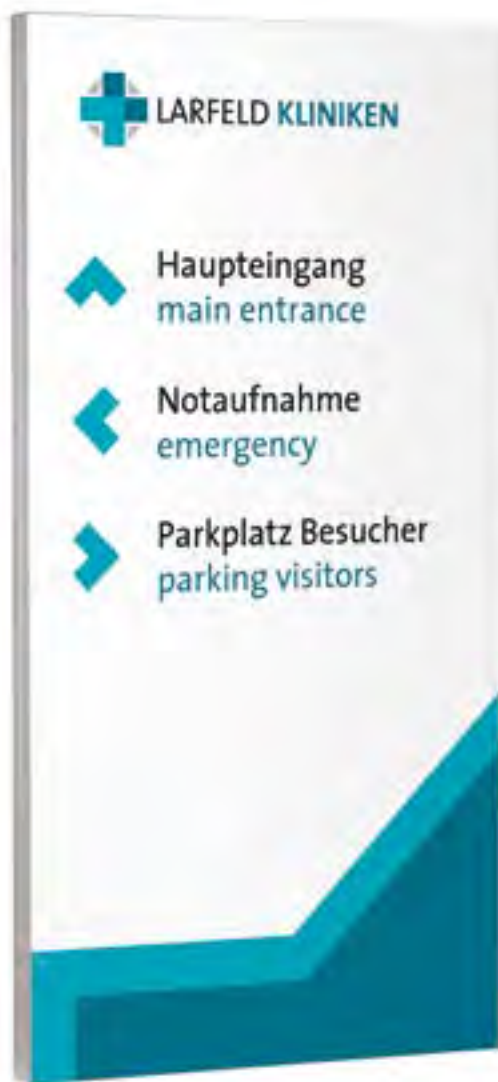 LARFELD KLINIKEN
Haupteingang
main entrance
Notaufnahme
emergency
Parkplatz Besucher
parking visitors